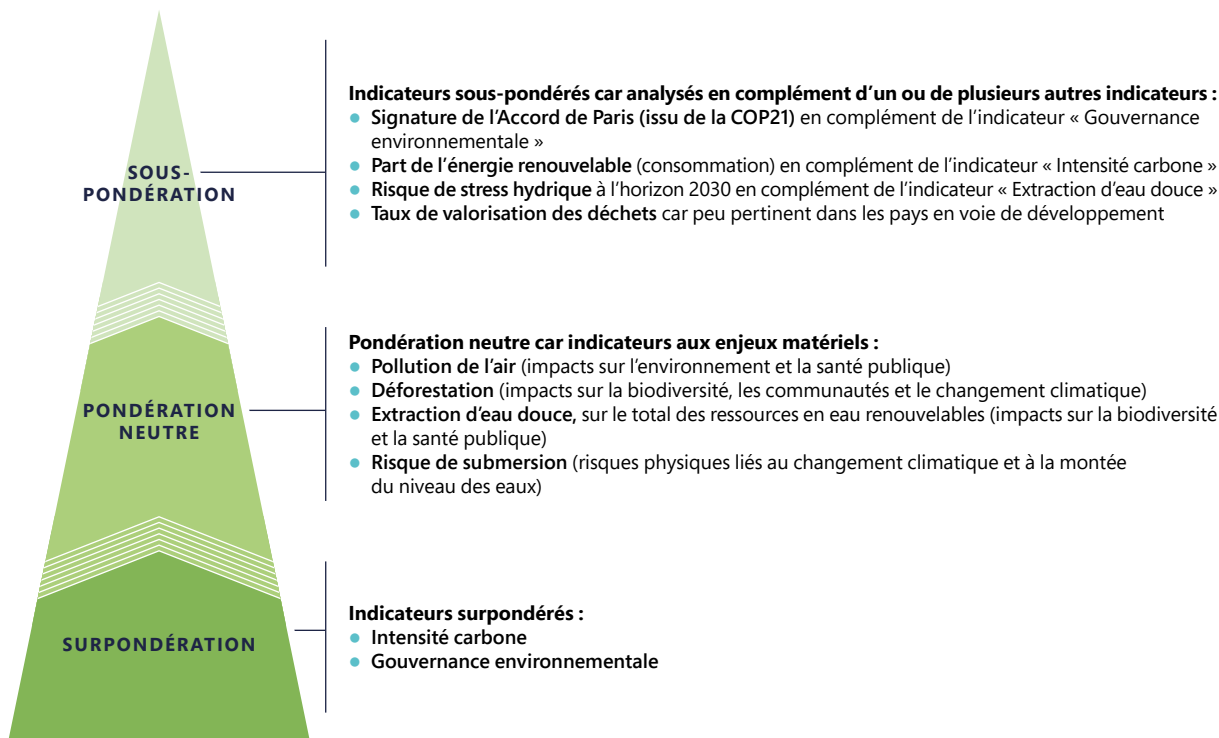 SOUS-
PONDÉRATION
Indicateurs sous-pondérés car analysés en complément d’un ou de plusieurs autres indicateurs :
● Signature de l’Accord de Paris (issu de la COP21) en complément de l’indicateur « Gouvernance
environnementale »
● Part de l’énergie renouvelable (consommation) en complément de l’indicateur « Intensité carbone »
● Risque de stress hydrique à l’horizon 2030 en complément de l’indicateur « Extraction d’eau douce »
● Taux de valorisation des déchets car peu pertinent dans les pays en voie de développement
PONDÉRATION
NEUTRE
Pondération neutre car indicateurs aux enjeux matériels :
● Pollution de l’air (impacts sur l’environnement et la santé publique)
● Déforestation (impacts sur la biodiversité, les communautés et le changement climatique)
● Extraction d’eau douce, sur le total des ressources en eau renouvelables (impacts sur la biodiversité
et la santé publique)
● Risque de submersion (risques physiques liés au changement climatique et à la montée
du niveau des eaux)
SURPONDÉRATION
Indicateurs surpondérés :
● Intensité carbone
● Gouvernance environnementale